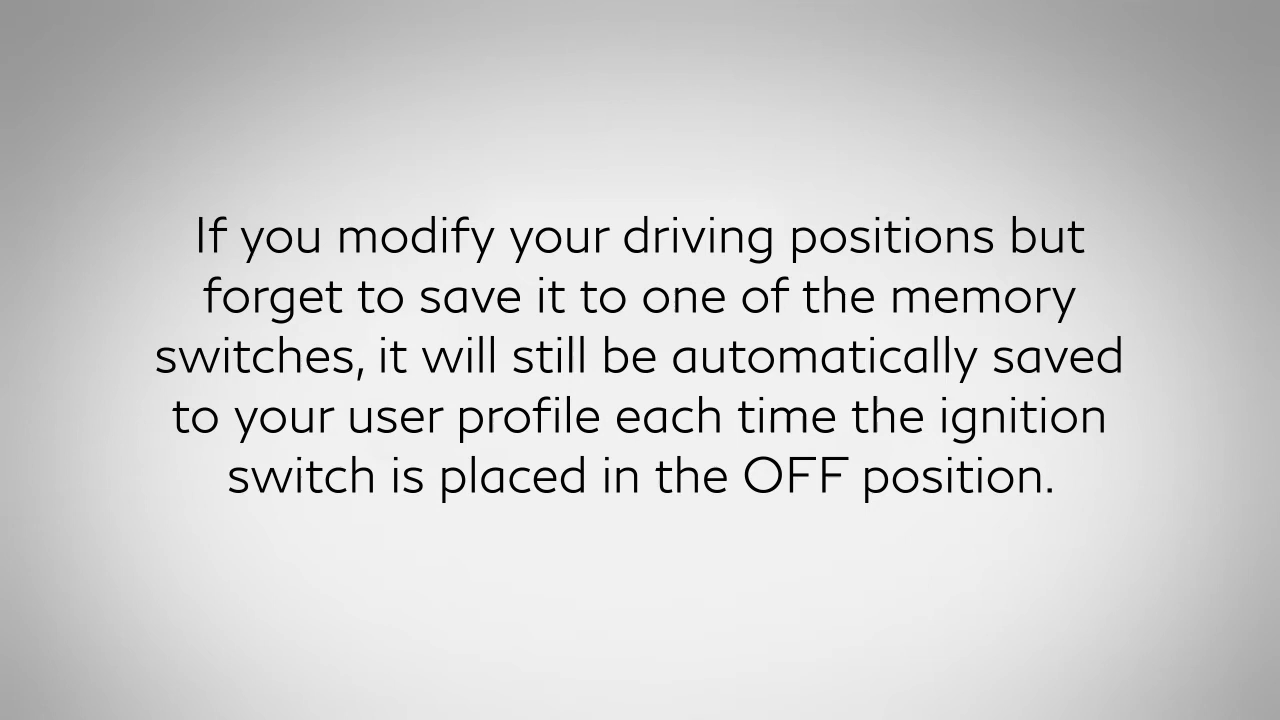 If you modify your driving positions but
forget to save it to one of the memory
switches, it will still be automatically saved
to your user profile each time the ignition
switch is placed in the OFF position.